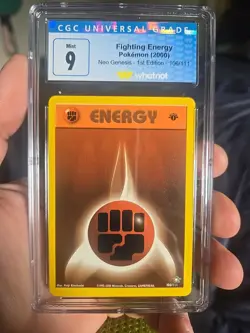 CGC UNIVERSAL GRADE
Mint
9
Fighting Energy
Pokémon (2000)
Neo Genesis - 1st Edition - 106/111
whatnot
ENERGY